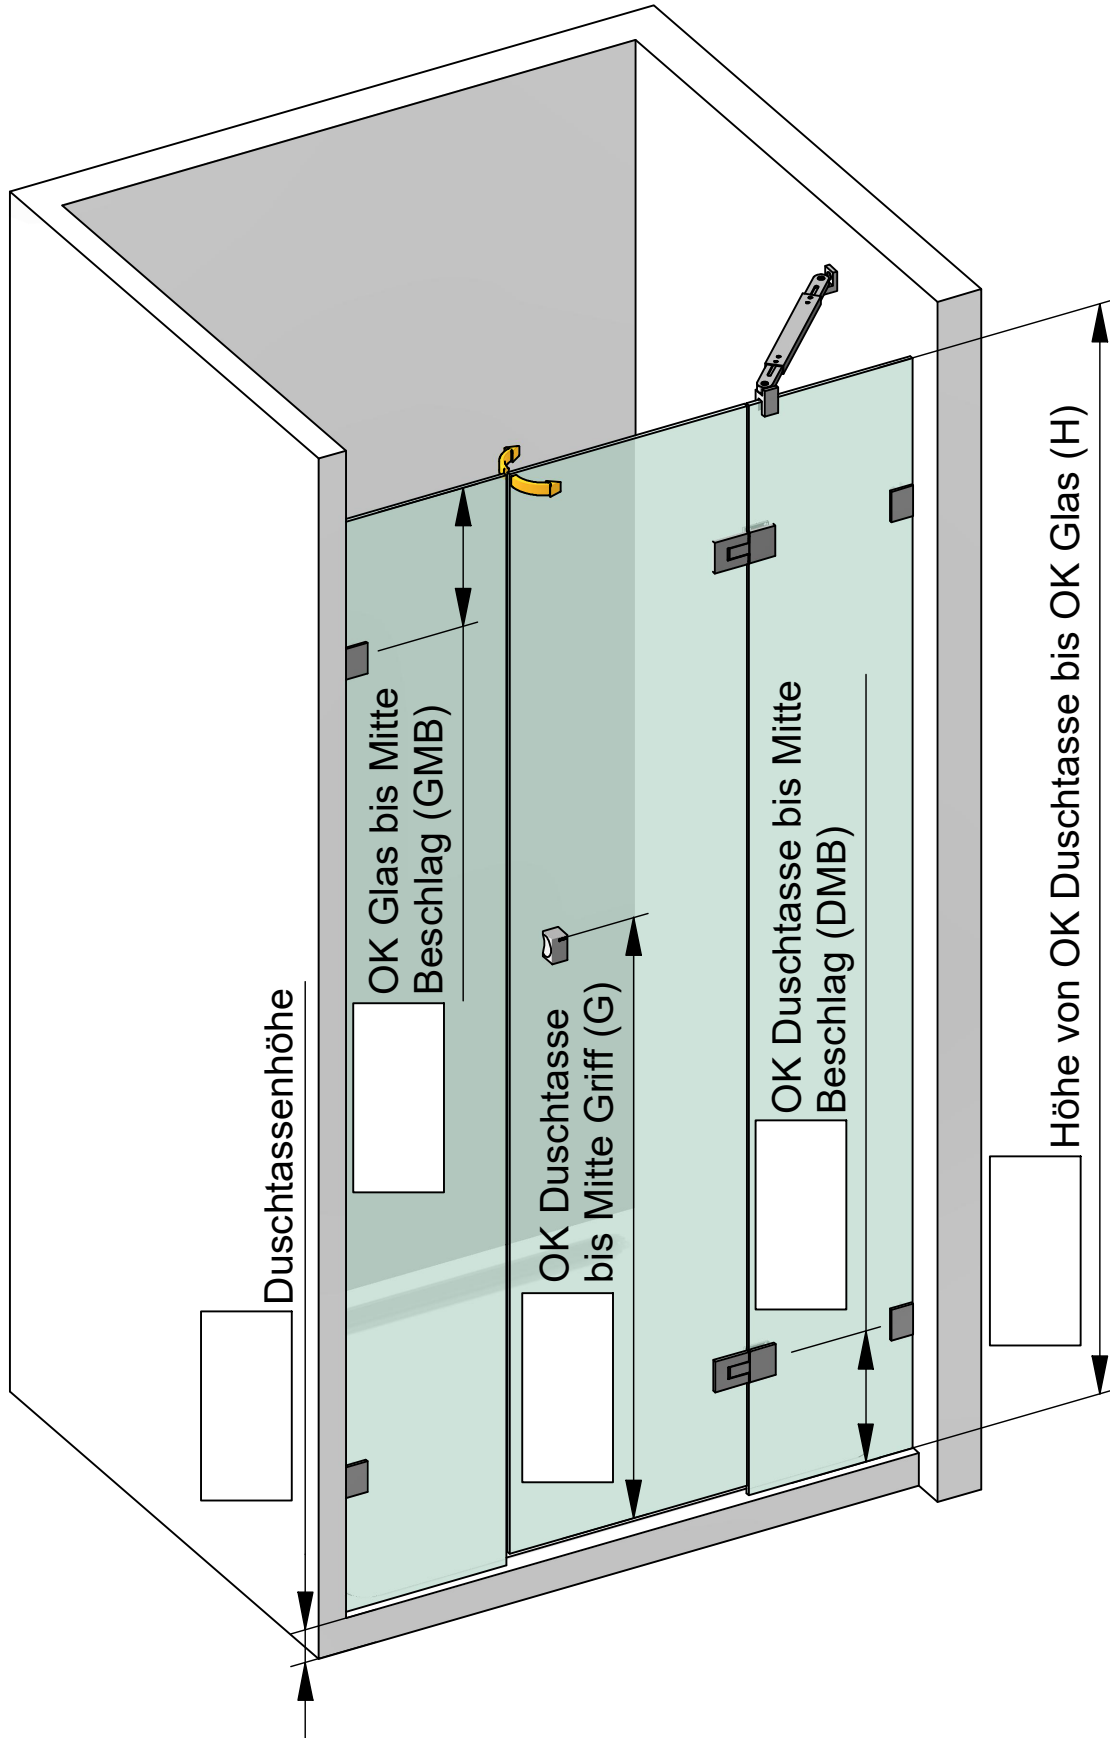 Duschtassenhöhe
OK Glas bis Mitte
Beschlag (GMB)
OK Duschtasse
bis Mitte Griff (G)
OK Duschtasse bis Mitte
Beschlag (DMB)
Höhe von OK Duschtasse bis OK Glas (H)